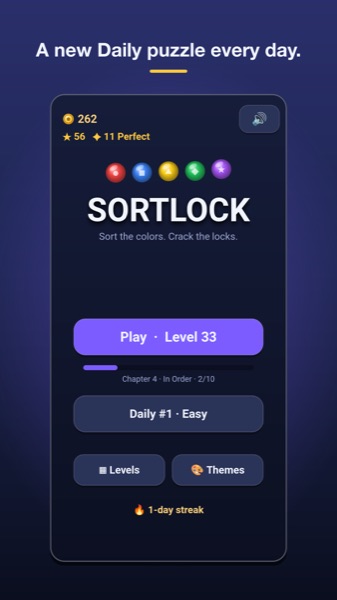 A new Daily puzzle every day.
262
56 11 Perfect
SORTLOCK
Sort the colors. Crack the locks.
Play · Level 33
Chapter 4 · In Order · 2/10
Daily #1 · Easy
Levels
Themes
1-day streak